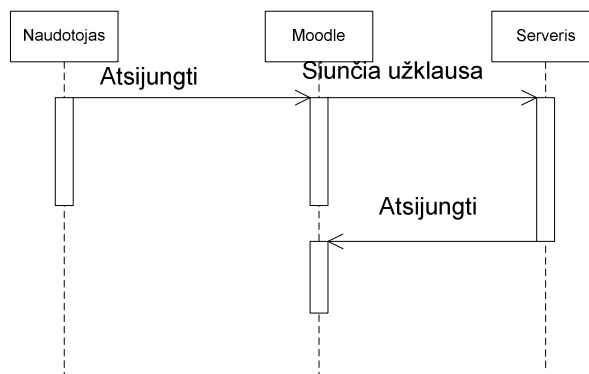 Naudotojas
Moodle
Serveris
Atsijungti
Siunčia užklausa
Atsijungti